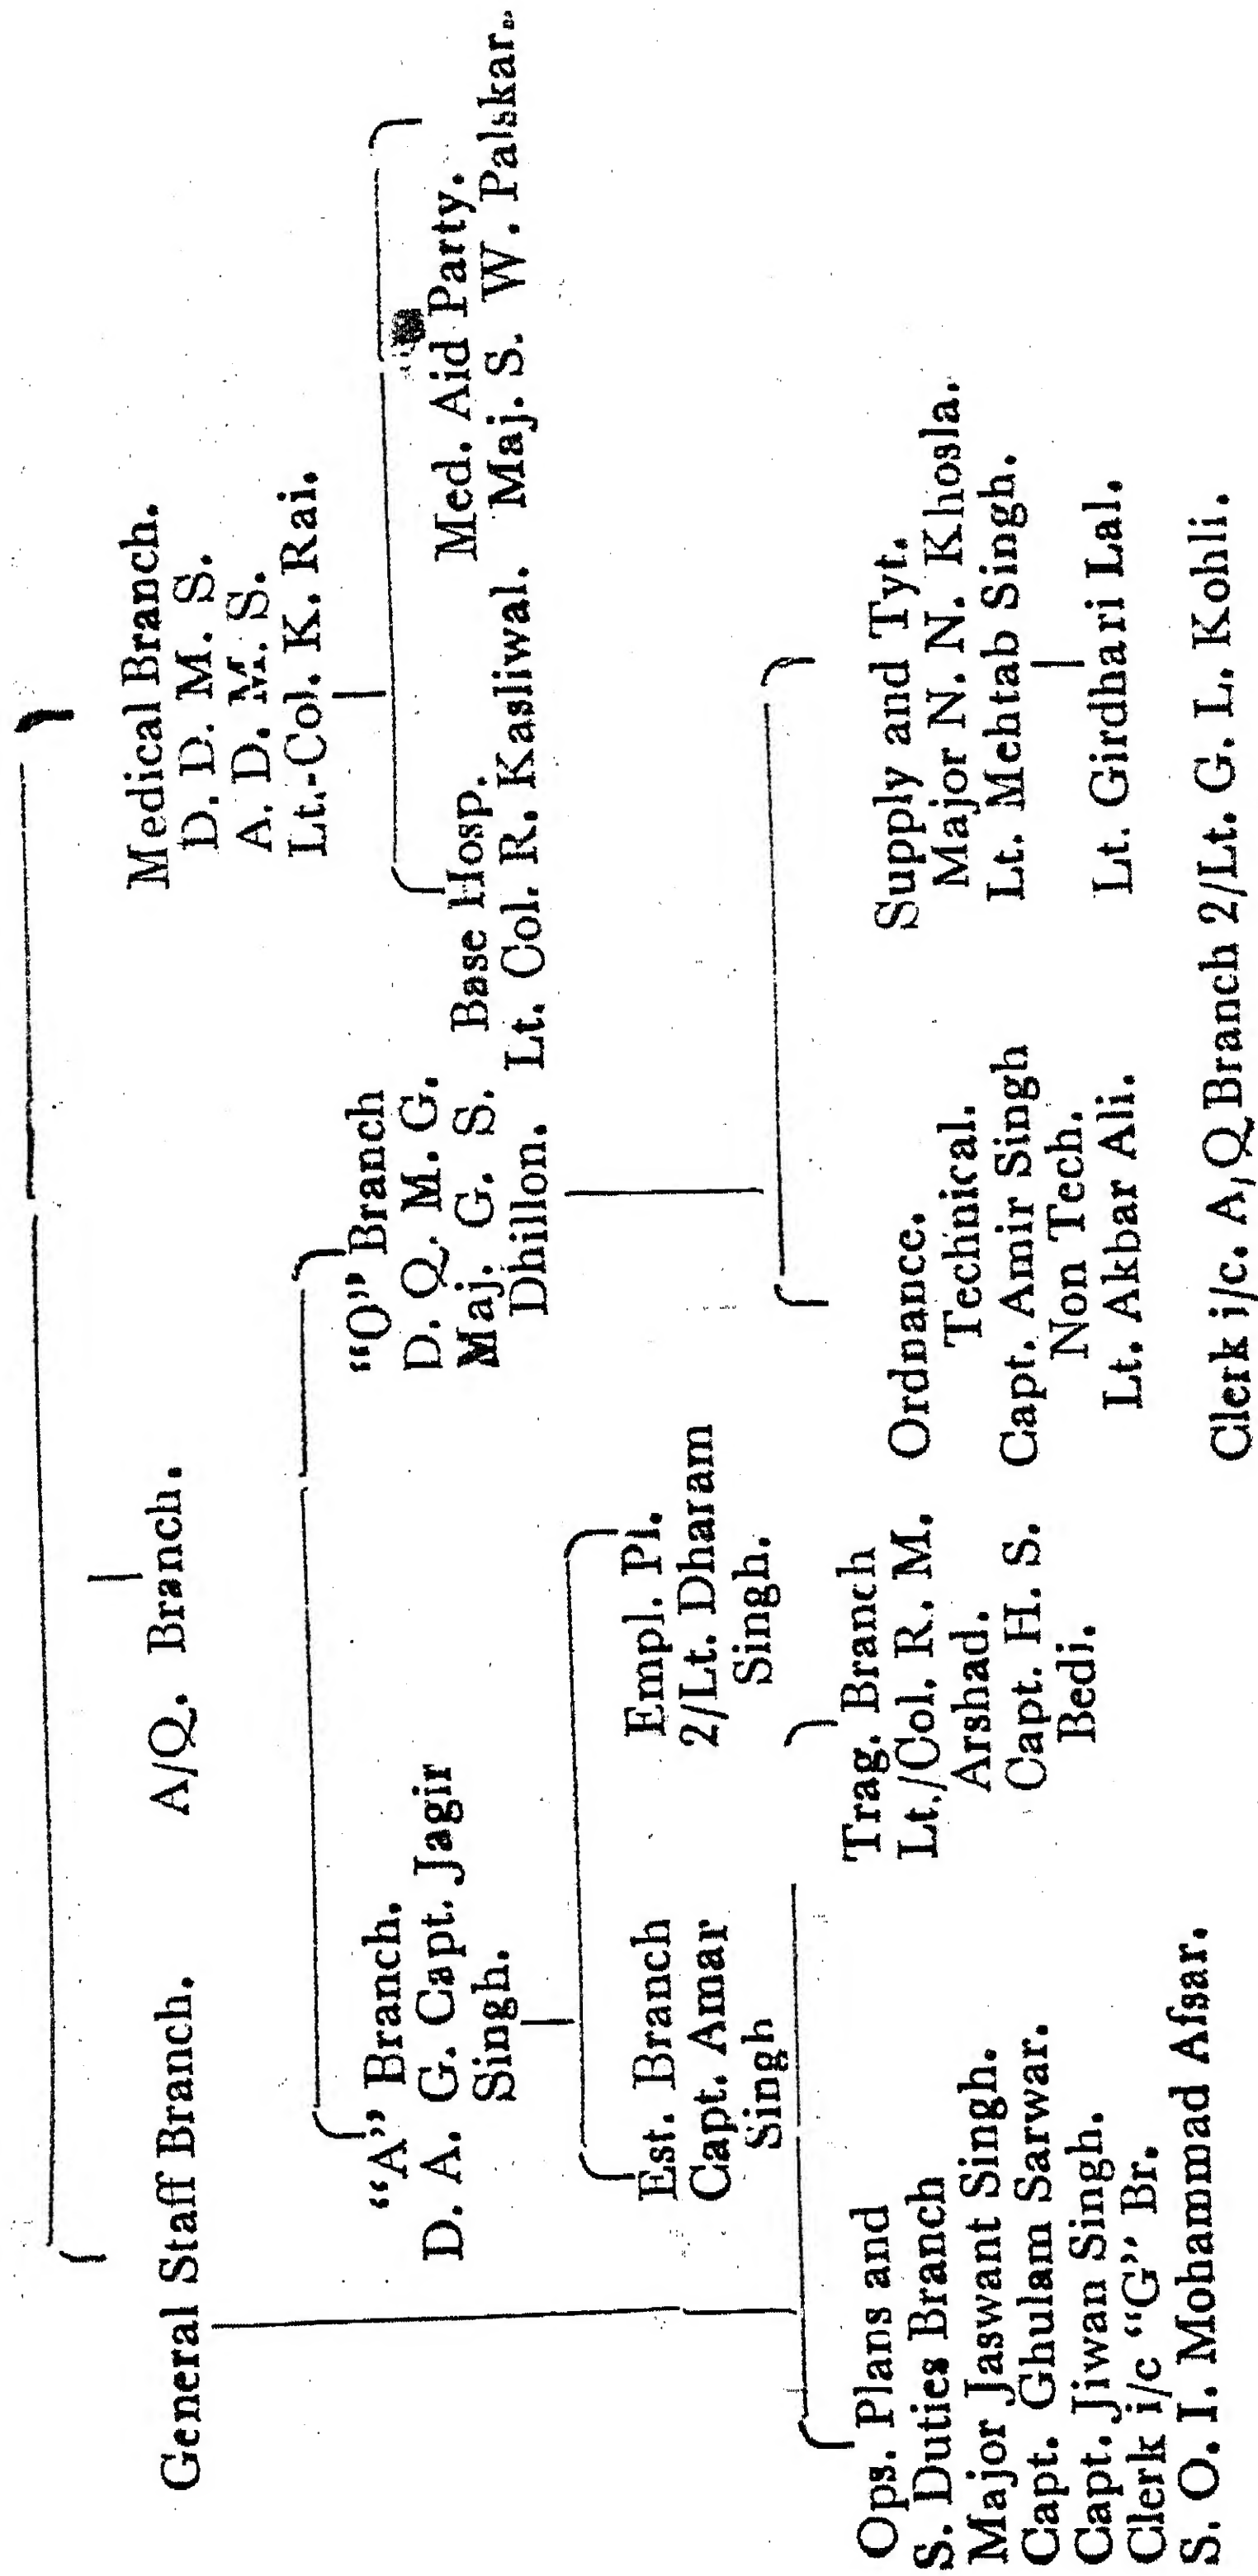 General Staff Branch.
A/Q. Branch.
Medical Branch.
D. D. M. S.
A. D. M. S.
Lt.-Col. K. Rai.
“A” Branch.
D. A. G. Capt. Jagir
Singh.
“O” Branch
D. Q. M. G.
Maj. G. S.
Dhillon.
Base Hosp.
Lt. Col. R. Kasliwal.
Med. Aid Party.
Maj. S. W. Palskar.
Est. Branch
Capt. Amar
Singh
Empl. Pl.
2/Lt. Dharam
Singh.
Ops. Plans and
S. Duties Branch
Major Jaswant Singh.
Capt. Ghulam Sarwar.
Capt. Jiwan Singh.
Clerk i/c “G” Br.
S. O. I. Mohammad Afsar.
Trag. Branch
Lt./Col. R. M.
Arshad.
Capt. H. S.
Bedi.
Ordnance.
Technical.
Capt. Amir Singh
Non Tech.
Lt. Akbar Ali.
Supply and Tyt.
Major N. N. Khosla.
Lt. Mehtab Singh.
Lt. Girdhari Lal.
Clerk i/c. A/Q Branch 2/Lt. G. L. Kohli.